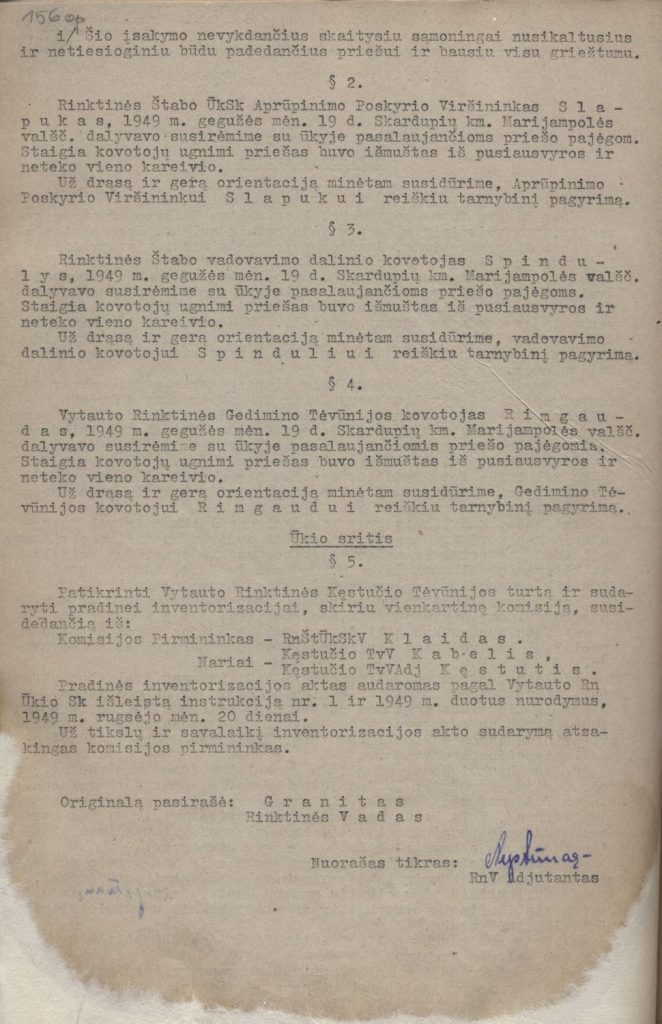 156 ap
i/ Šio įsakymo nevykdančius skaitysiu sąmoningai nusikaltusius
ir netiesioginiu būdu padedančius priešui ir bausiu visu griežtumu.
§ 2.
Rinktinės Štabo ŪkSk Aprūpinimo Poskyrio Viršininkas S l a -
p u k a s, 1949 m. gegužės mėn. 19 d. Skardupių km. Marijampolės
valšč. dalyvavo susirėmime su ūkyje pasalaujančioms priešo pajėgom.
Staigia kovotojų ugnimi priešas buvo išmuštas iš pusiausvyros ir
neteko vieno kareivio.
Už drąsą ir gerą orientaciją minėtam susidūrime, Aprūpinimo
Poskyrio Viršininkui S l a p u k u i reiškiu tarnybinį pagyrimą.
§ 3.
Rinktinės Štabo vadovavimo dalinio kovotojas S p i n d u -
l y s, 1949 m. gegužės mėn. 19 d. Skardupių km. Marijampolės valšč.
dalyvavo susirėmime su ūkyje pasalaujančioms priešo pajėgoms.
Staigia kovotojų ugnimi priešas buvo išmuštas iš pusiausvyros ir
neteko vieno kareivio.
Už drąsą ir gerą orientaciją minėtam susidūrime, vadovavimo
dalinio kovotojui S p i n d u l i u i reiškiu tarnybinį pagyrimą.
§ 4.
Vytauto Rinktinės Gedimino Tėvūnijos kovotojas R i n g a u -
d a s, 1949 m. gegužės mėn. 19 d. Skardupių km. Marijampolės valšč.
dalyvavo susirėmime su ūkyje pasalaujančiomis priešo pajėgomis.
Staigia kovotojų ugnimi priešas buvo išmuštas iš pusiausvyros ir
neteko vieno kareivio.
Už drąsą ir gerą orientaciją minėtam susidūrime, Gedimino Tė-
vūnijos kovotojui R i m g a u d u i reiškiu tarnybinį pagyrimą.
Ūkio sritis
§ 5.
Patikrinti Vytauto Rinktinės Kęstučio Tėvūnijos turtą ir suda-
ryti pradinei inventorizacijai, skiriu vienkartinę komisiją, susi-
dedančią iš:
Komisijos Pirmininkas - RnŠtŪkSkV K l a i d a s .
Nariai - Kęstučio TvV K a b e l i s ,
Kęstučio TvVAdj K ę s t u t i s .
Pradinės inventorizacijos aktas audaromas pagal Vytauto Rn
Ūkio Sk išleistą instrukciją nr. 1 ir 1949 m. duotus nurodymus,
1949 m. rugsėjo mėn. 20 dienai.
Už tikslų ir savalaikį inventorizacijos akto sudarymą atsa-
kingas komisijos pirmininkas.
Originalą pasirašė: G r a n i t a s
Rinktinės V a d a s
Nuorašas tikras:
RnV Adjutantas